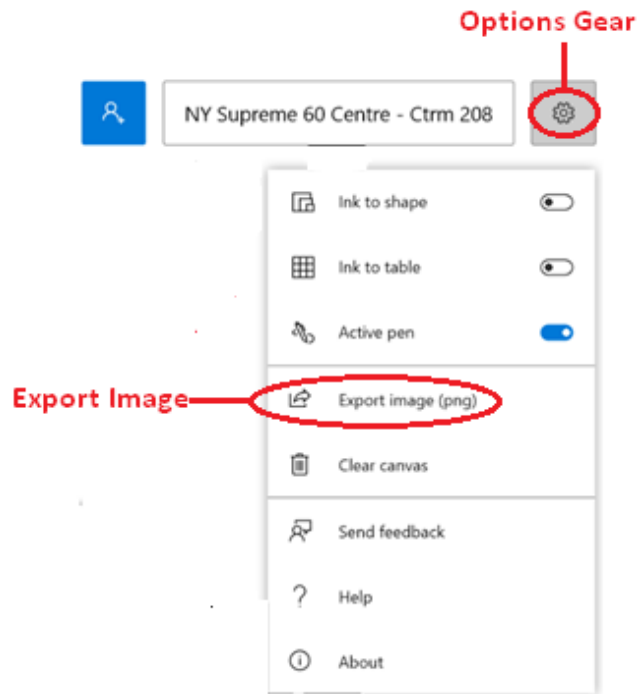 Options Gear
NY Supreme 60 Centre - Ctrm 208
Ink to shape
Ink to table
Active pen
Export Image
Export image (png)
Clear canvas
Send feedback
Help
About